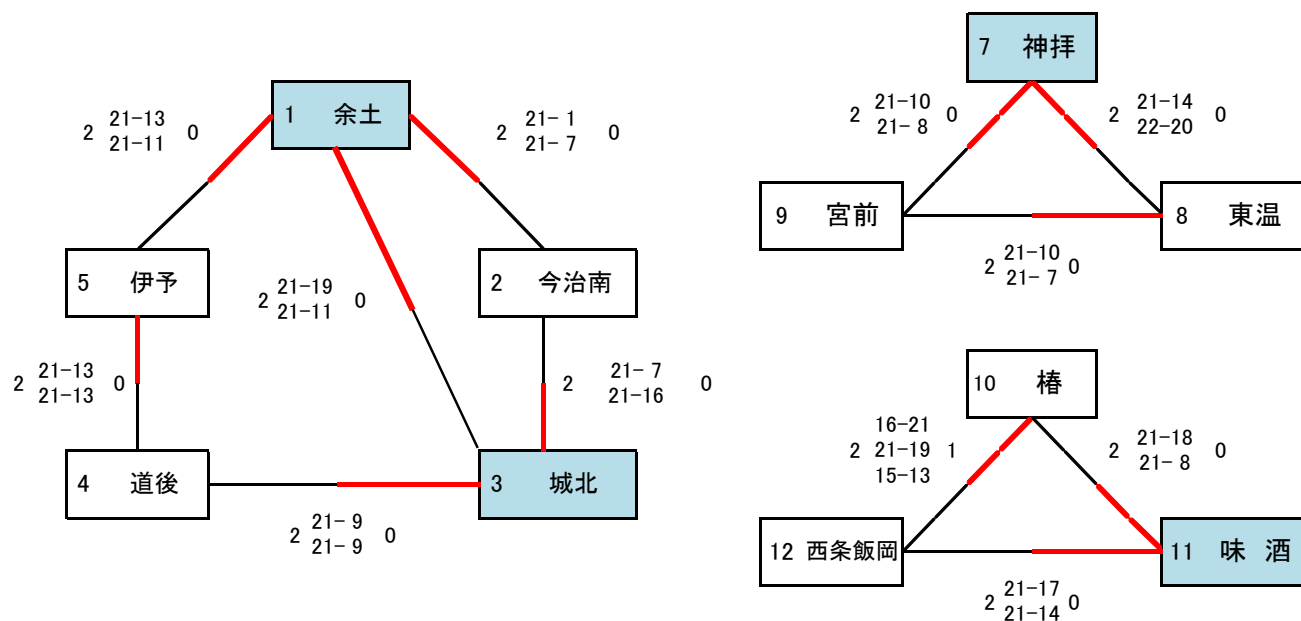 1 余土
2 21-13 0
21-11
2 21- 1 0
21- 7
5 伊予
2 今治南
2 21-19 0
21-11
2 21-13 0
21-13
2 21- 7 0
21-16
4 道後
3 城北
2 21- 9 0
21- 9
7 神拝
2 21-10 0
21- 8
2 21-14 0
22-20
9 宮前
8 東温
2 21-10 0
21- 7
10 椿
16-21
2 21-19 1
15-13
2 21-18 0
21- 8
12 西条飯岡
11 味 酒
2 21-17 0
21-14